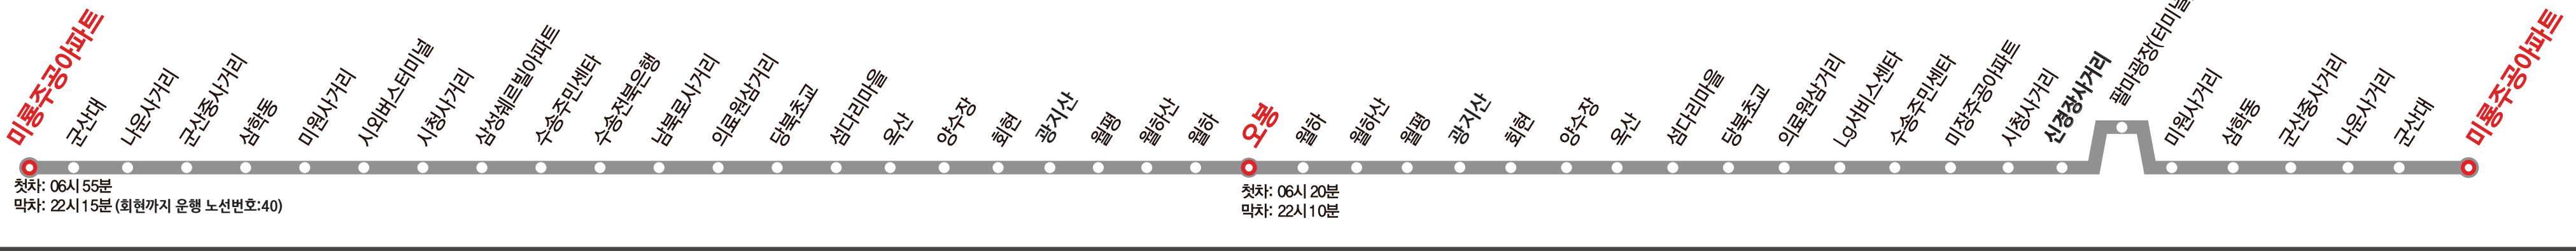 미룡주공아파트
군산대
나운사거리
군산중사거리
삼학동
미원사거리
시외버스터미널
시청사거리
삼성쉐르빌아파트
수송주민센타
수송전북은행
남북로사거리
의료원삼거리
당북초교
섬다리마을
옥산
양수장
회현
광지산
월평
월하산
월하
오봉
월하
월하산
월평
광지산
회현
양수장
옥산
섬다리마을
당북초교
의료원삼거리
Lg서비스센타
수송주민센타
미장주공아파트
시청사거리
신경장사거리
팔마광장(터미널
미원사거리
삼학동
군산중사거리
나운사거리
군산대
미룡주공아파트
첫차: 06시 55분
막차: 22시 15분 (회현까지 운행 노선번호:40)
첫차: 06시 20분
막차: 22시 10분